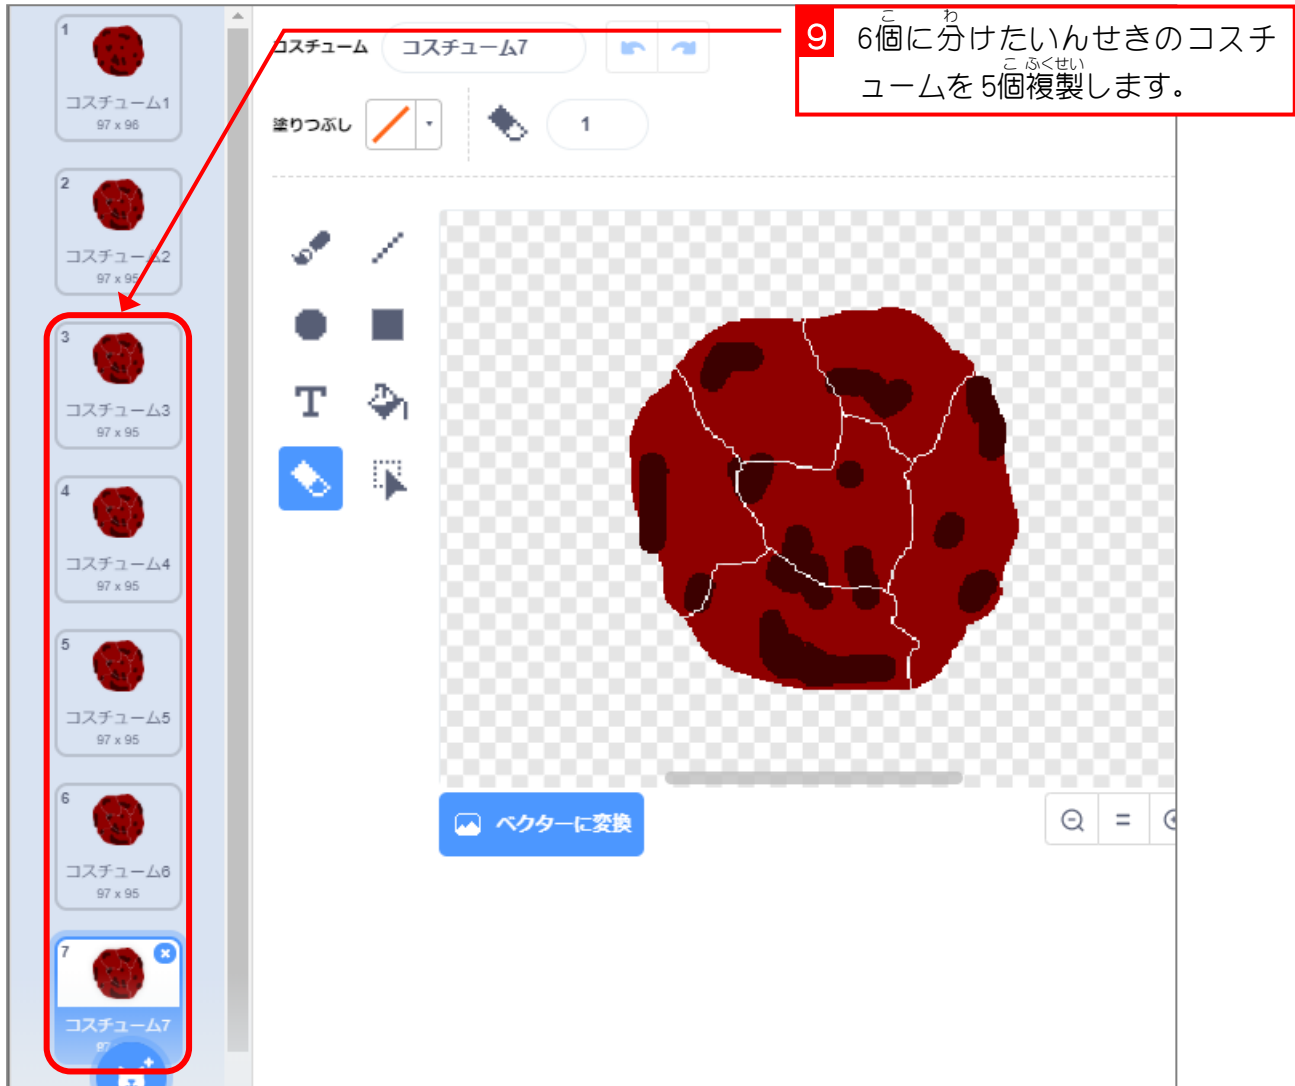 1
コスチューム1
97 x 96
2
コスチューム2
97 x 95
3
コスチューム3
97 x 95
4
コスチューム4
97 x 95
5
コスチューム5
97 x 95
6
コスチューム6
97 x 95
7
コスチューム7
97
コスチューム コスチューム7
塗りつぶし 1
T
ベクターに変換
=
こ わ
9 6個に分けたいんせきのコスチ
こ ふくせい
ュームを5個複製します。